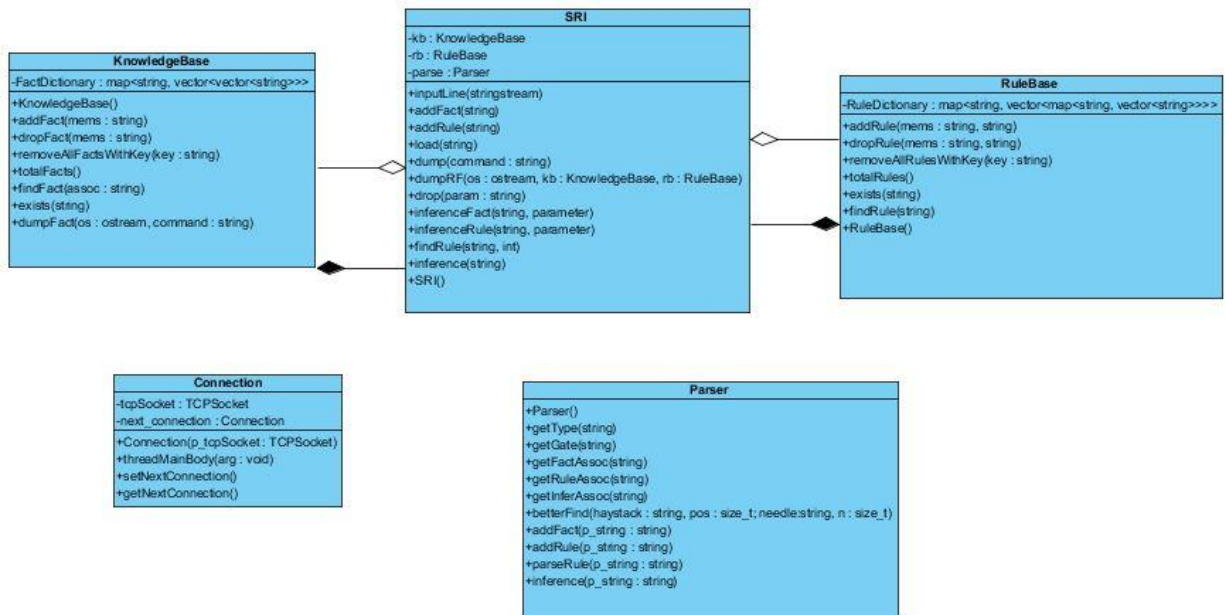 KnowledgeBase
-FactDictionary : map<string, vector<vector<string>>>
+KnowledgeBase()
+addFact(mems : string)
+dropFact(mems : string)
+removeAllFactsWithKey(key : string)
+totalFacts()
+findFact(assoc : string)
+exists(string)
+dumpFact(os : ostream, command : string)
SRI
-kb : KnowledgeBase
-rb : RuleBase
-parse : Parser
+inputLine(stringstream)
+addFact(string)
+addRule(string)
+load(string)
+dump(command : string)
+dumpRF(os : ostream, kb : KnowledgeBase, rb : RuleBase)
+drop(param : string)
+inferenceFact(string, parameter)
+inferenceRule(string, parameter)
+findRule(string, int)
+inference(string)
+SRI()
RuleBase
-RuleDictionary : map<string, vector<map<string, vector<string>>>>
+addRule(mems : string, string)
+dropRule(mems : string, string)
+removeAllRulesWithKey(key : string)
+totalRules()
+exists(string)
+findRule(string)
+RuleBase()
Connection
-tcpSocket : TCPSocket
-next_connection : Connection
+Connection(p_tcpSocket : TCPSocket)
+threadMainBody(arg : void)
+setNextConnection()
+getNextConnection()
Parser
+Parser()
+getType(string)
+getGate(string)
+getFactAssoc(string)
+getRuleAssoc(string)
+getInferAssoc(string)
+betterFind(haystack : string, pos : size_t; needle:string, n : size_t)
+addFact(p_string : string)
+addRule(p_string : string)
+parseRule(p_string : string)
+inference(p_string : string)